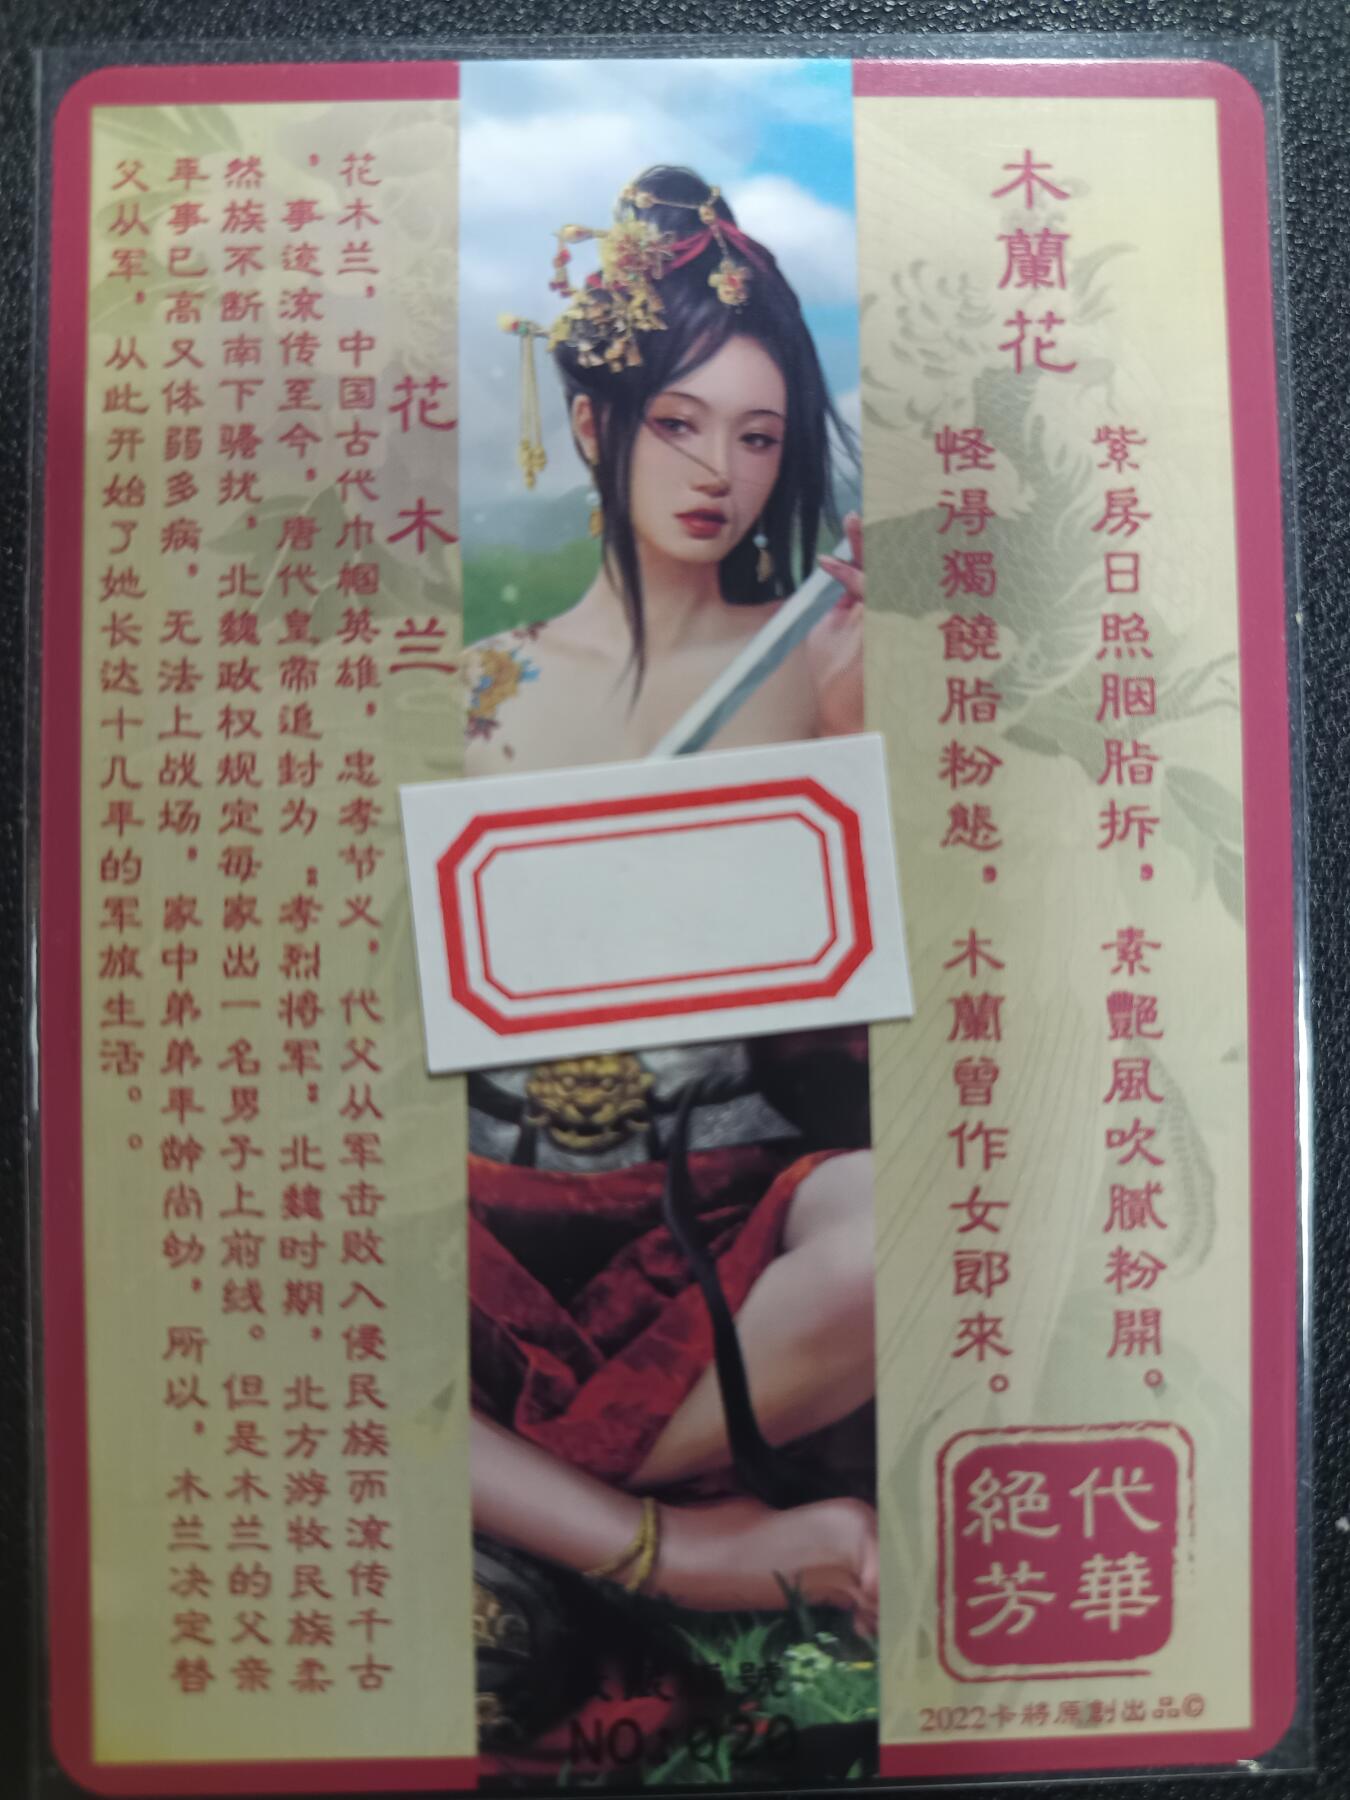 木蘭花
紫房日照胭脂拆，素艷風吹膩粉開。
怪得獨饒脂粉態，木蘭曾作女郎來。
代華
絕芳
2022卡將原創出品©
號
NO:020
花木兰
花木兰，中国古代巾帼英雄，忠孝节义，代父从军击败入侵民族而流传千古
，事迹流传至今，唐代皇帝追封为“孝烈将军”北魏时期，北方游牧民族柔
然族不断南下骚扰，北魏政权规定每家出一名男子上前线。但是木兰的父亲
年事已高又体弱多病，无法上战场，家中弟弟年龄尚幼，所以，木兰决定替
父从军，从此开始了她长达十几年的军旅生活。。